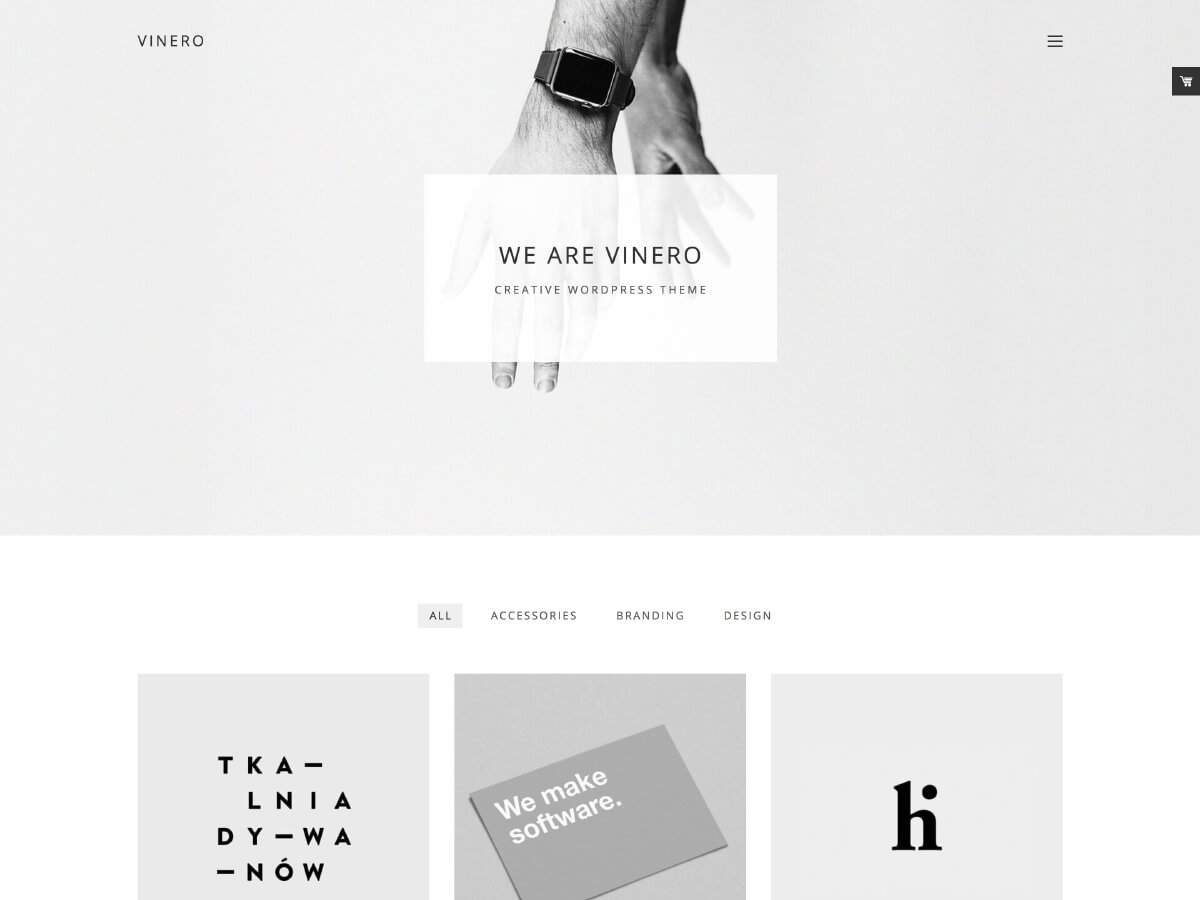 VINERO
WE ARE VINERO
CREATIVE WORDPRESS THEME
ALL ACCESSORIES BRANDING DESIGN
TKA—
LNIA
DY—WA
—NÓW
We make
software.
hi